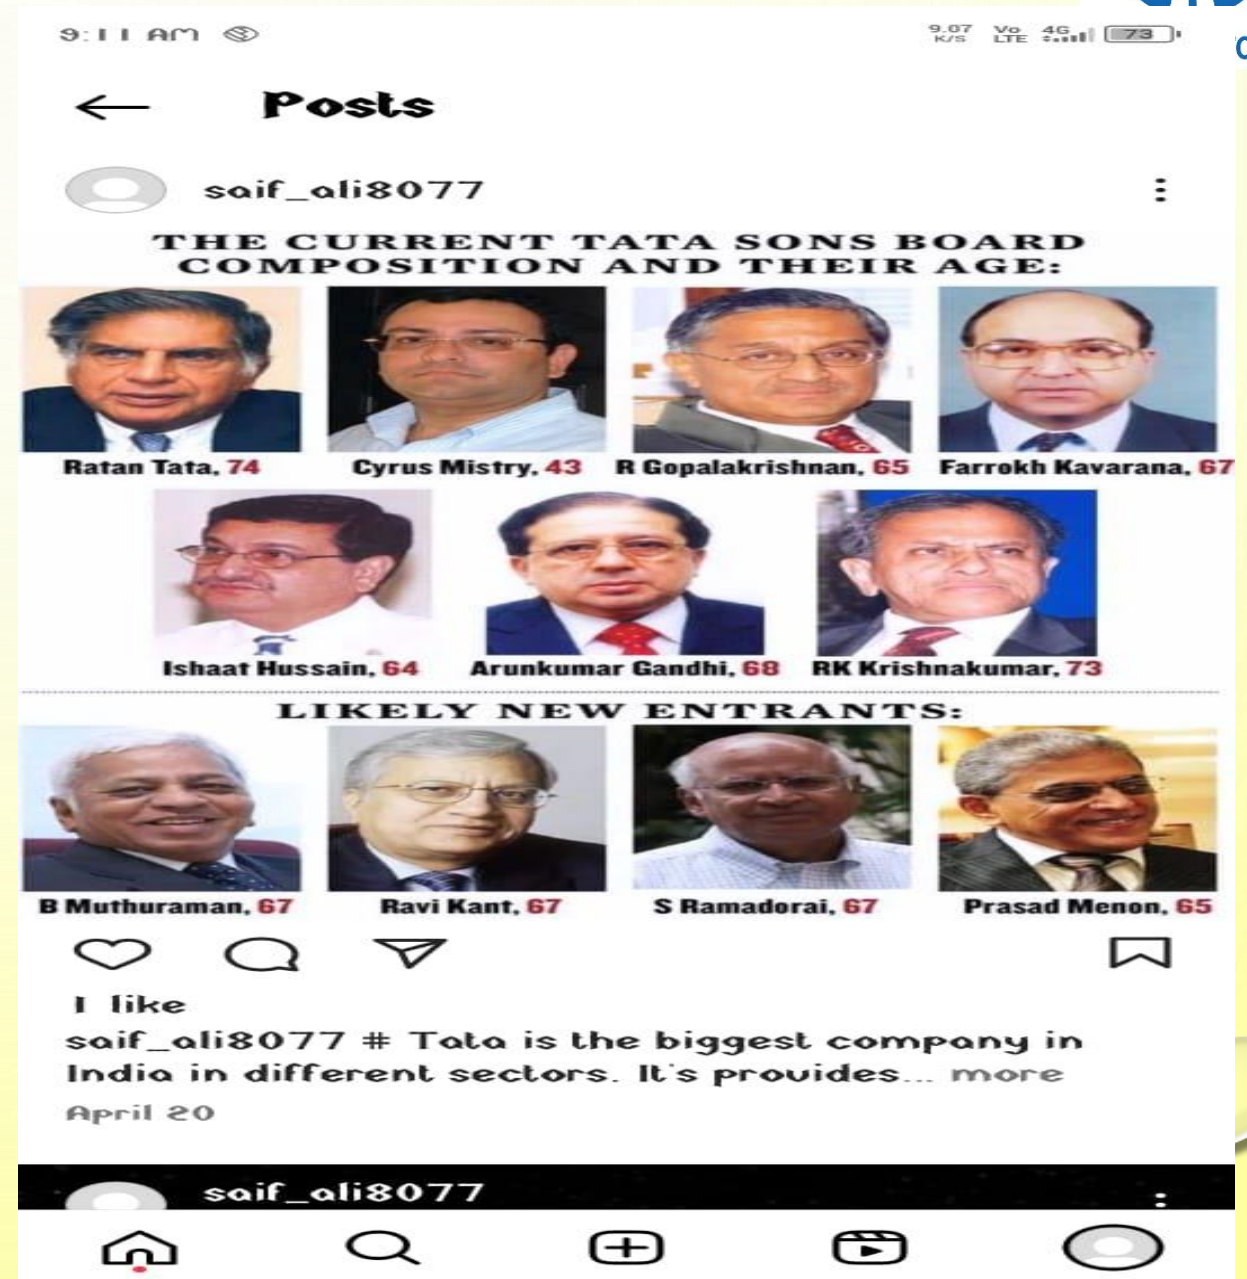 9:11 AM 9.07 K/S Vo LTE 4G 73
Posts
saif_ali8077
THE CURRENT TATA SONS BOARD
COMPOSITION AND THEIR AGE:
Ratan Tata, 74 Cyrus Mistry, 43 R Gopalakrishnan, 65 Farrokh Kavarana, 67
Ishaat Hussain, 64 Arunkumar Gandhi, 68 RK Krishnakumar, 73
LIKELY NEW ENTRANTS:
B Muthuraman, 67 Ravi Kant, 67 S Ramadorai, 67 Prasad Menon, 65
1 like
saif_ali8077 # Tata is the biggest company in
India in different sectors. It's provides... more
April 20
saif_ali8077